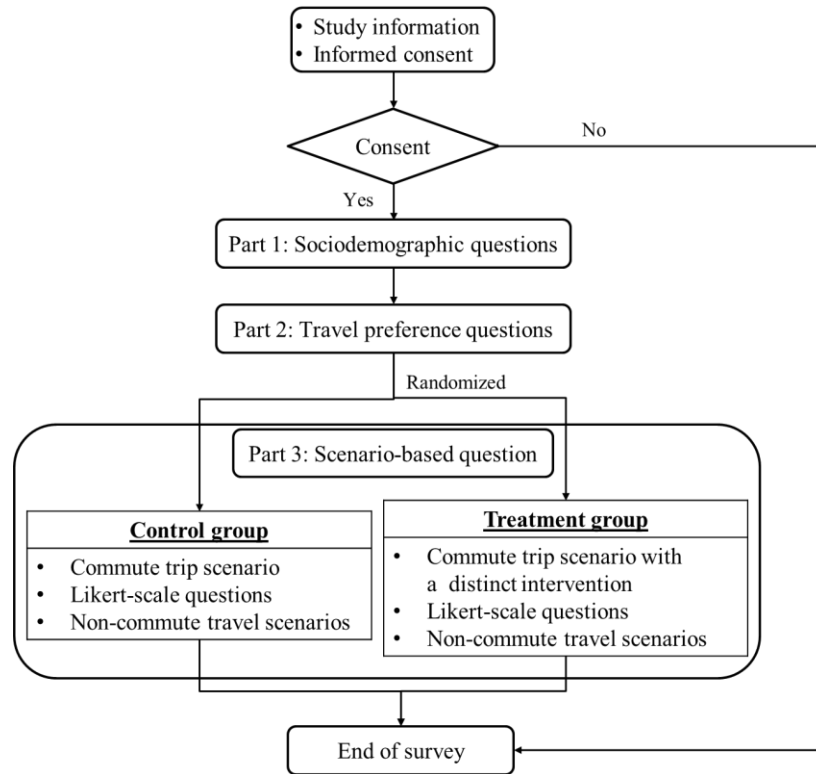 • Study information
• Informed consent
Consent
No
Yes
Part 1: Sociodemographic questions
Part 2: Travel preference questions
Randomized
Part 3: Scenario-based question
Control group
• Commute trip scenario
• Likert-scale questions
• Non-commute travel scenarios
Treatment group
• Commute trip scenario with
a distinct intervention
• Likert-scale questions
• Non-commute travel scenarios
End of survey